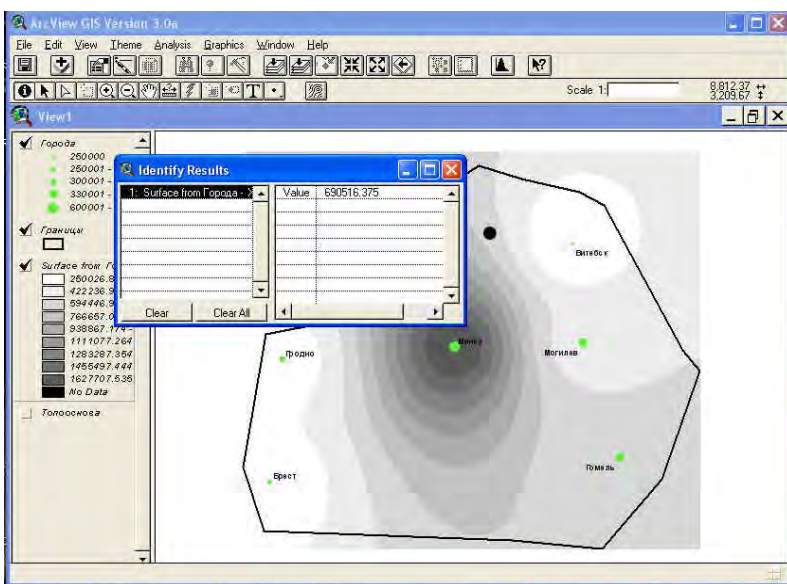 ArcView GIS Version 3.0a
File Edit View Theme Analysis Graphics Window Help
Scale 1:
8,812.37
3,209.67
View1
Города
250000
250001 -
300001 -
330001 -
600001 -
Границы
Surface from Го
250026.8
422236.9
594446.9
766657.0
938867.174 -
1111077.264
1283287.354
1455497.444
1627707.535
No Data
Топооснова
Identify Results
1: Surface from Города - X
Value 690516.375
Clear
Clear All
Витебск
Минск
Могилев
Гродно
Гомель
Брест